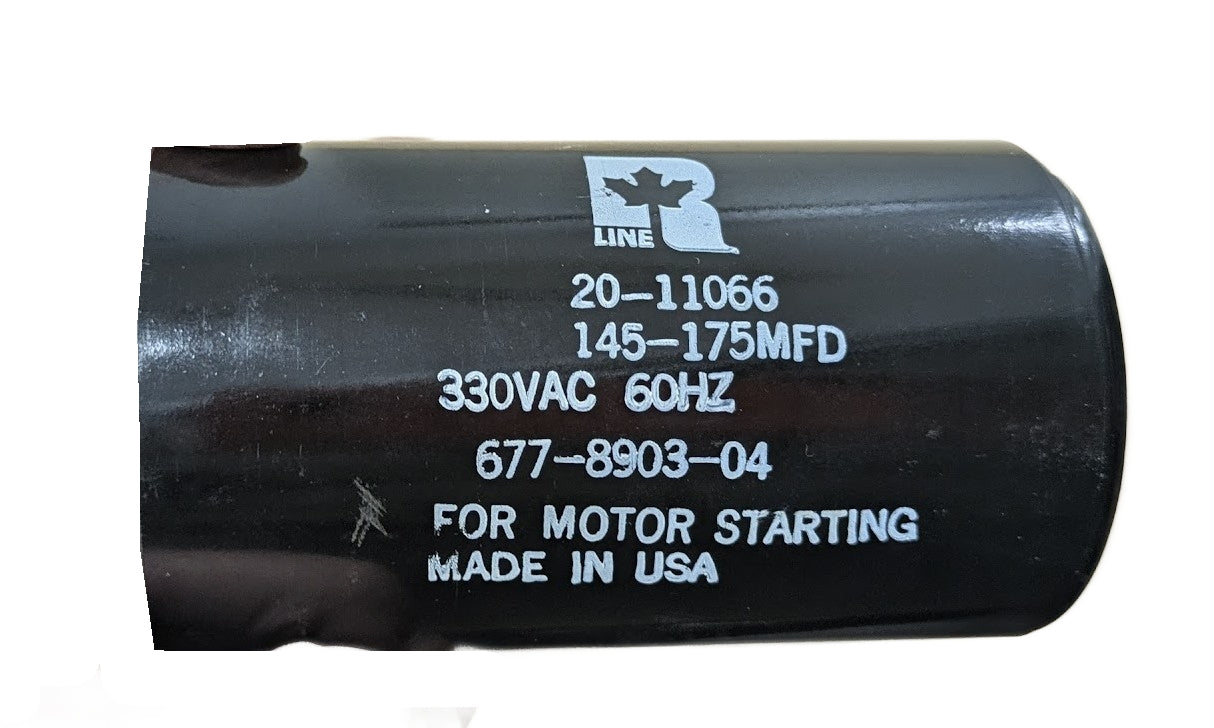 R
LINE
20-11066
145-175MFD
330VAC 60HZ
677-8903-04
FOR MOTOR STARTING
MADE IN USA